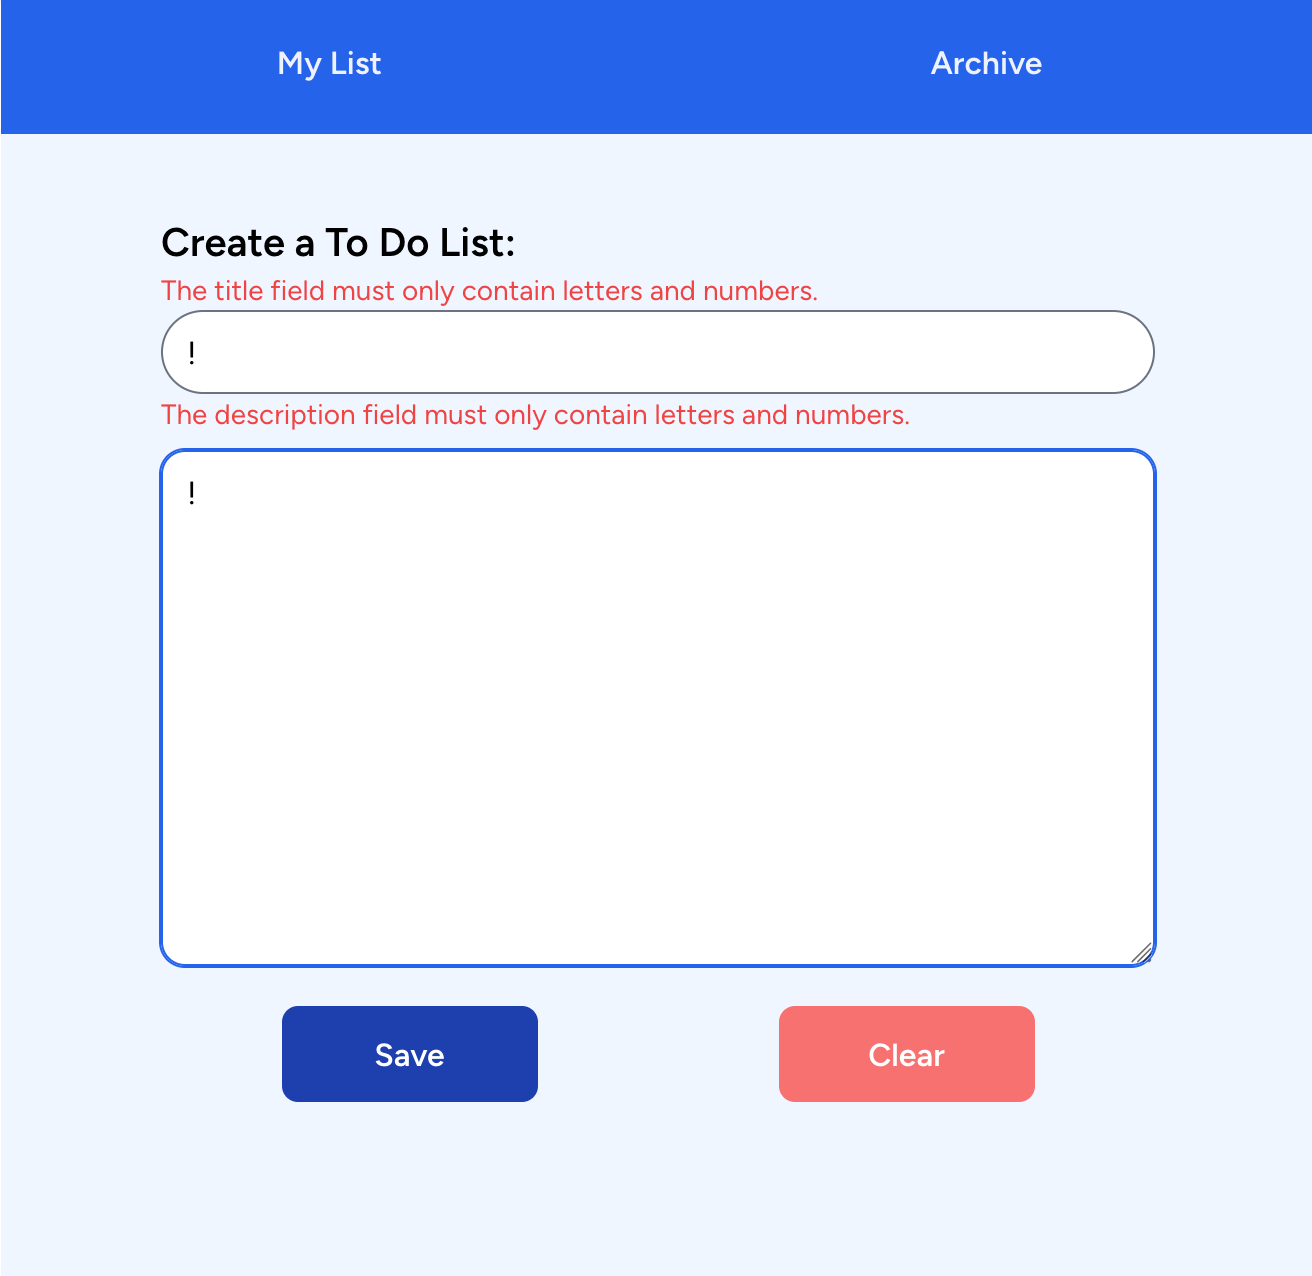 My List
Archive
Create a To Do List:
The title field must only contain letters and numbers.
!
The description field must only contain letters and numbers.
!
Save
Clear